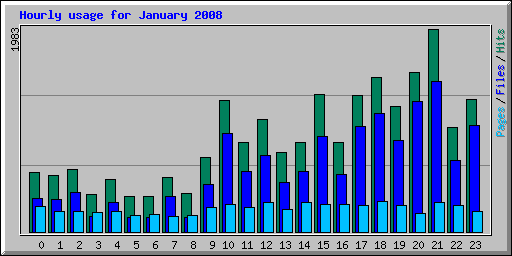 Hourly usage for January 2008
1983
Pages/Files/Hits
0 1 2 3 4 5 6 7 8 9 10 11 12 13 14 15 16 17 18 19 20 21 22 23